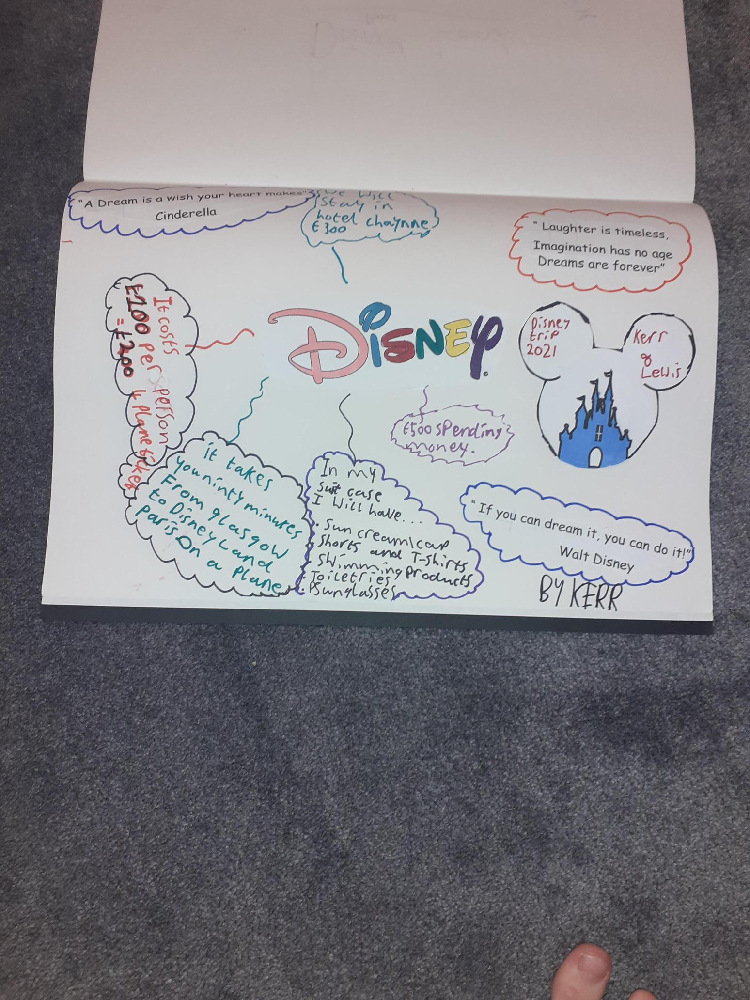 "A Dream is a wish your heart makes"
Cinderella
We will
stay in
hotel chaynne
£300
" Laughter is timeless,
Imagination has no age
Dreams are forever"
It costs
£100 per person
= £200 4 Plane ticket
DISNEY.
Disney
trip
2021
Kerr
&
Lewis
£500 spending
money.
it takes
you ninty minutes
From glasgow
to Disney Land
Paris On a Plane
In my
suit case
I will have...
• Sun cream/cap
• Shorts and T-shirts
• Swimming products
• Toiletries
• Sunglasses
" If you can dream it, you can do it!"
Walt Disney
BY KERR